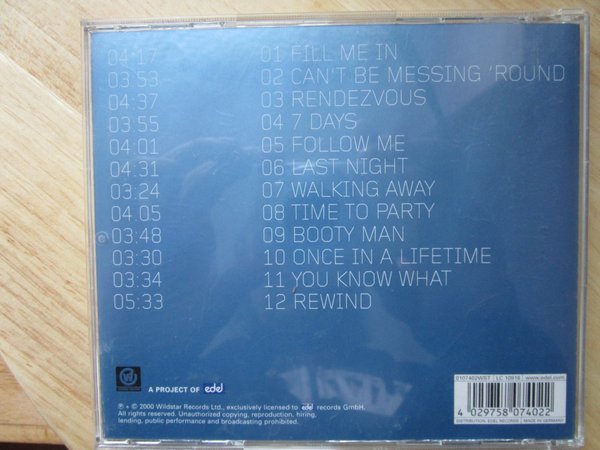 04:17 01 FILL ME IN
03:53 02 CAN'T BE MESSING 'ROUND
04:37 03 RENDEZVOUS
03:55 04 7 DAYS
04:01 05 FOLLOW ME
04:31 06 LAST NIGHT
03:24 07 WALKING AWAY
04.05 08 TIME TO PARTY
03:48 09 BOOTY MAN
03:30 10 ONCE IN A LIFETIME
03:34 11 YOU KNOW WHAT
05:33 12 REWIND
A PROJECT OF edel
℗ + © 2000 Wildstar Records Ltd., exclusively licensed to edel records GmbH.
All rights reserved. Unauthorized copying, reproduction, hiring,
lending, public performance and broadcasting prohibited.
0107402WST LC 10916 www.edel.com
4 029758 074022
DISTRIBUTION: EDEL RECORDS MADE IN GERMANY